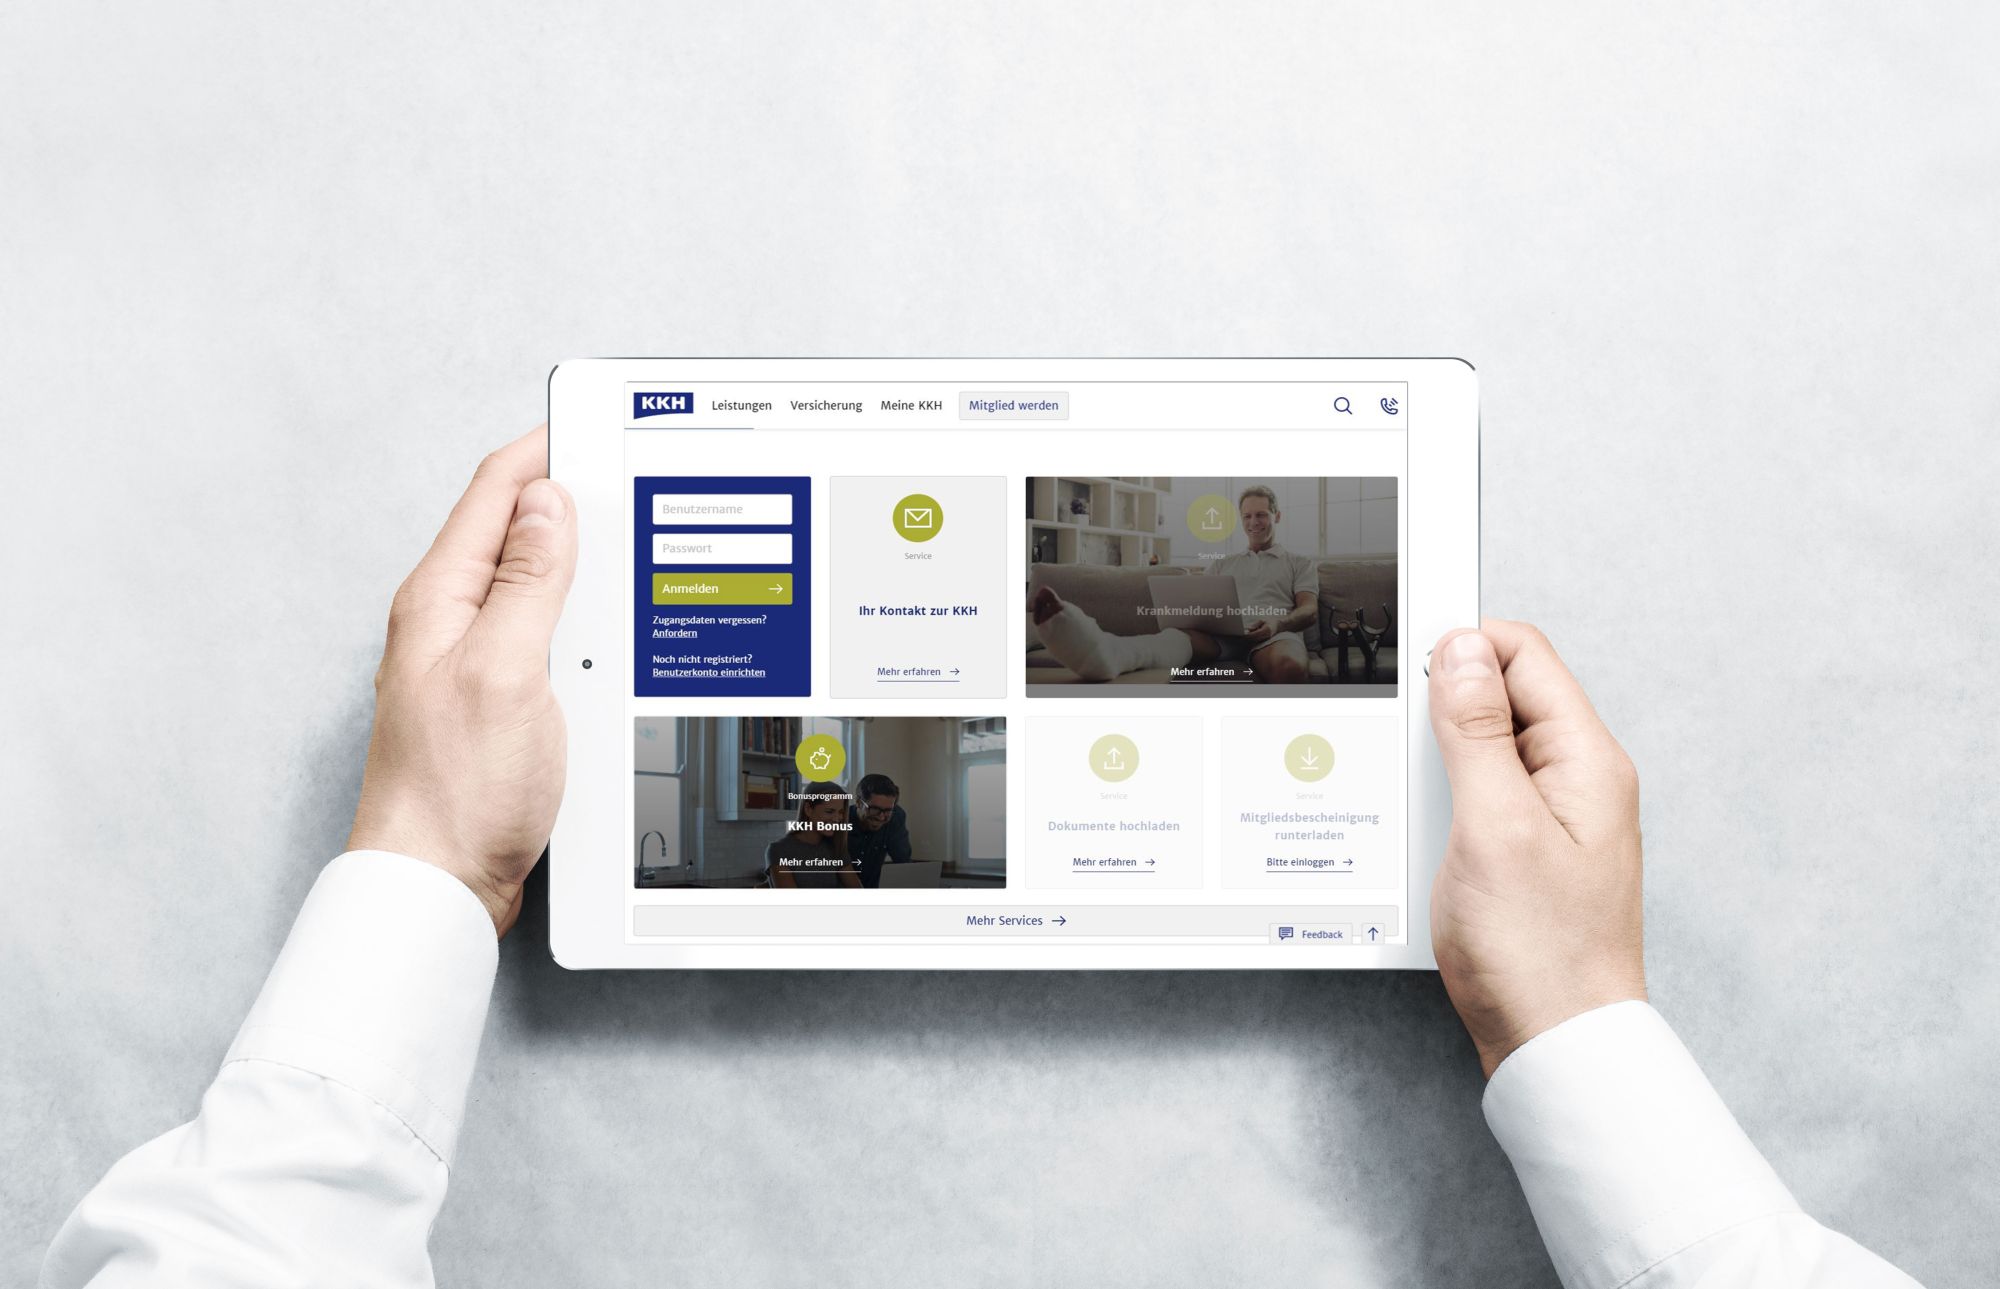 KKH
Leistungen
Versicherung
Meine KKH
Mitglied werden
Benutzername
Passwort
Anmelden
Zugangsdaten vergessen?
Anfordern
Noch nicht registriert?
Benutzerkonto einrichten
Service
Ihr Kontakt zur KKH
Mehr erfahren
Service
Krankmeldung hochladen
Mehr erfahren
Bonusprogramm
KKH Bonus
Mehr erfahren
Service
Dokumente hochladen
Mehr erfahren
Service
Mitgliedsbescheinigung
runterladen
Bitte einloggen
Mehr Services
Feedback